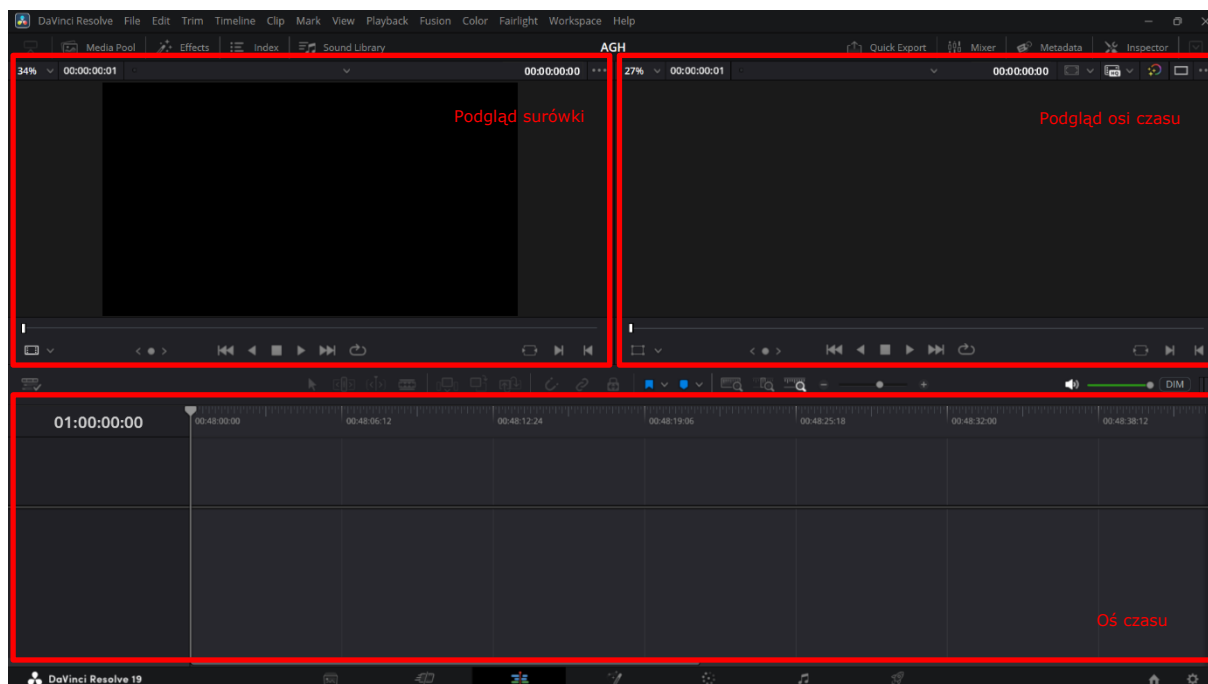 DaVinci Resolve File Edit Trim Timeline Clip Mark View Playback Fusion Color Fairlight Workspace Help
Media Pool Effects Index Sound Library AGH Quick Export Mixer Metadata Inspector
34% 00:00:00:01 00:00:00:00 27% 00:00:00:01 00:00:00:00
Podgląd surówki
Podgląd osi czasu
DIM
01:00:00:00 00:48:00:00 00:48:06:12 00:48:12:24 00:48:19:06 00:48:25:18 00:48:32:00 00:48:38:12
Oś czasu
DaVinci Resolve 19